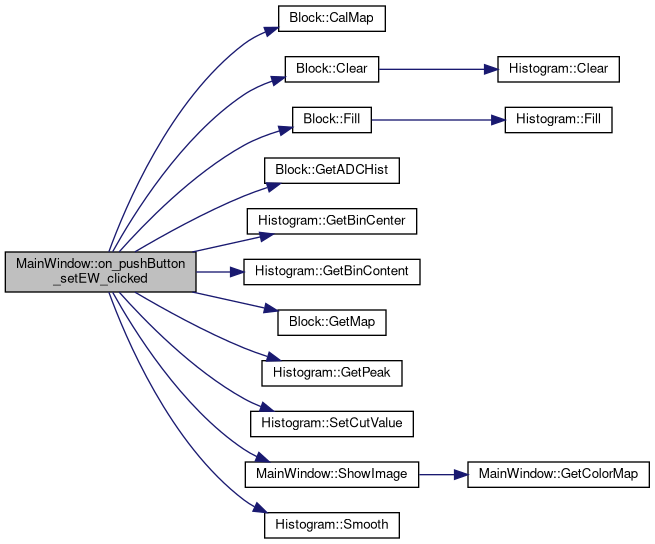 Block::CalMap
Block::Clear
Histogram::Clear
Block::Fill
Histogram::Fill
Block::GetADCHist
Histogram::GetBinCenter
MainWindow::on_pushButton
_setEW_clicked
Histogram::GetBinContent
Block::GetMap
Histogram::GetPeak
Histogram::SetCutValue
MainWindow::ShowImage
MainWindow::GetColorMap
Histogram::Smooth